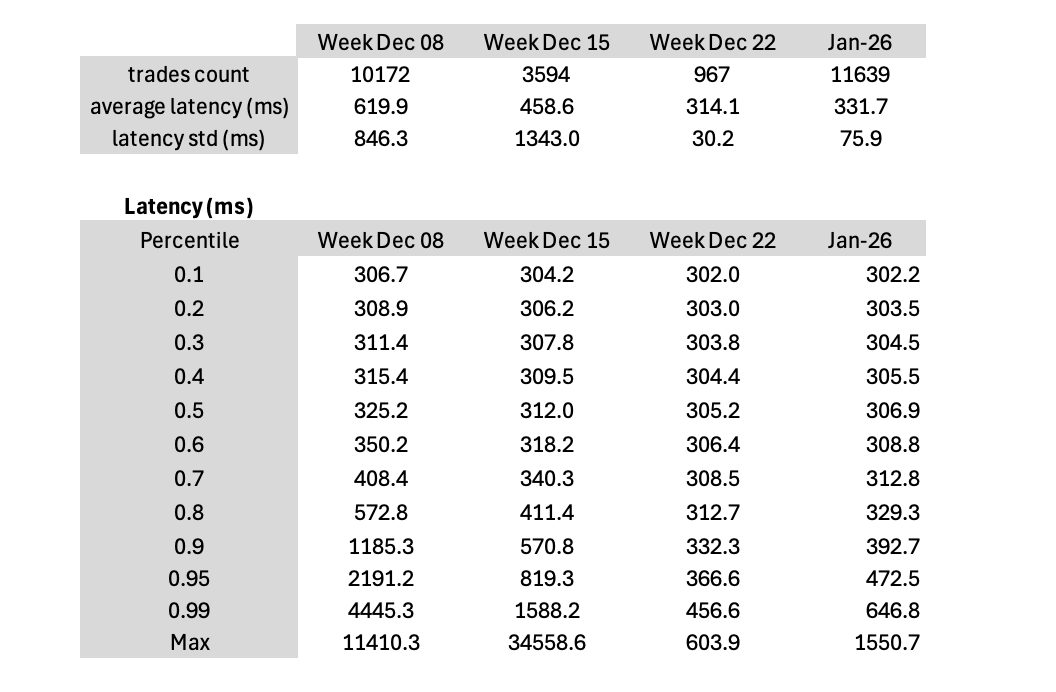 Week Dec 08 Week Dec 15 Week Dec 22 Jan-26
trades count 10172 3594 967 11639
average latency (ms) 619.9 458.6 314.1 331.7
latency std (ms) 846.3 1343.0 30.2 75.9
Latency (ms)
Percentile Week Dec 08 Week Dec 15 Week Dec 22 Jan-26
0.1 306.7 304.2 302.0 302.2
0.2 308.9 306.2 303.0 303.5
0.3 311.4 307.8 303.8 304.5
0.4 315.4 309.5 304.4 305.5
0.5 325.2 312.0 305.2 306.9
0.6 350.2 318.2 306.4 308.8
0.7 408.4 340.3 308.5 312.8
0.8 572.8 411.4 312.7 329.3
0.9 1185.3 570.8 332.3 392.7
0.95 2191.2 819.3 366.6 472.5
0.99 4445.3 1588.2 456.6 646.8
Max 11410.3 34558.6 603.9 1550.7